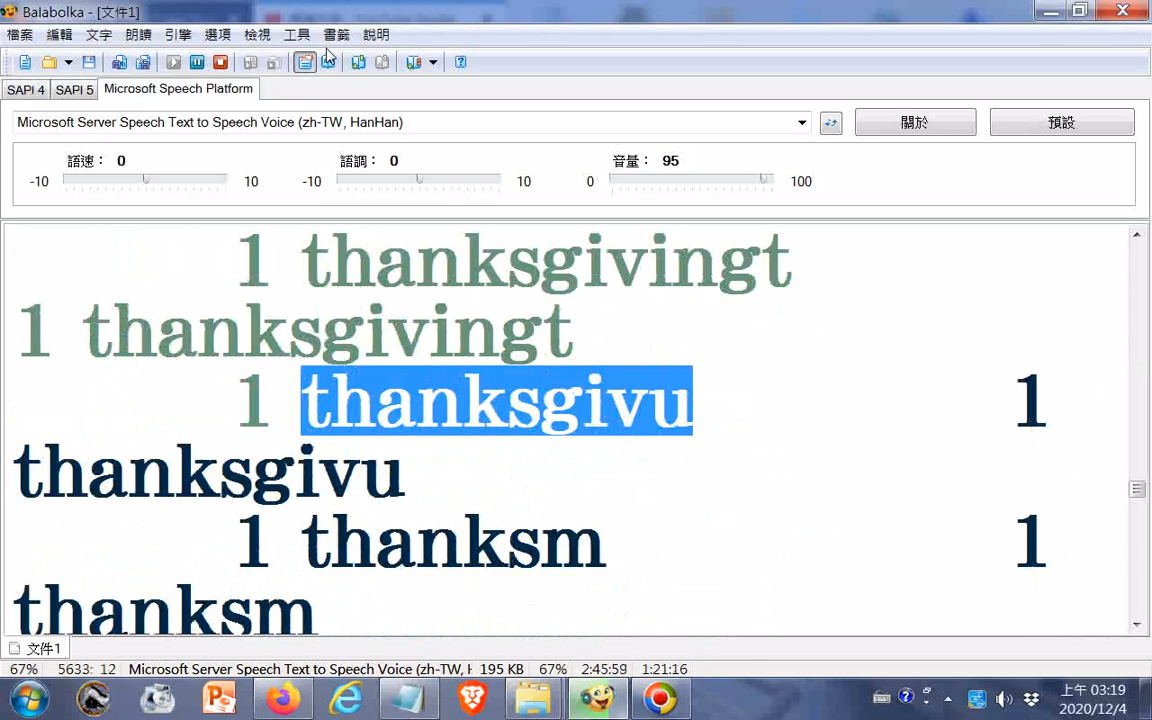 Balabolka - [文件1]
檔案 編輯 文字 朗讀 引擎 選項 檢視 工具 書籤 說明
SAPI 4 SAPI 5 Microsoft Speech Platform
Microsoft Server Speech Text to Speech Voice (zh-TW, HanHan) 關於 預設
語速： 0 語調： 0 音量： 95
-10 10 -10 10 0 100
1 thanksgivingt
1 thanksgivingt
1 thanksgivu 1
thanksgivu
1 thanksm 1
thanksm
文件1
67% 5633: 12 Microsoft Server Speech Text to Speech Voice (zh-TW, H 195 KB 67% 2:45:59 1:21:16
上午 03:19
2020/12/4